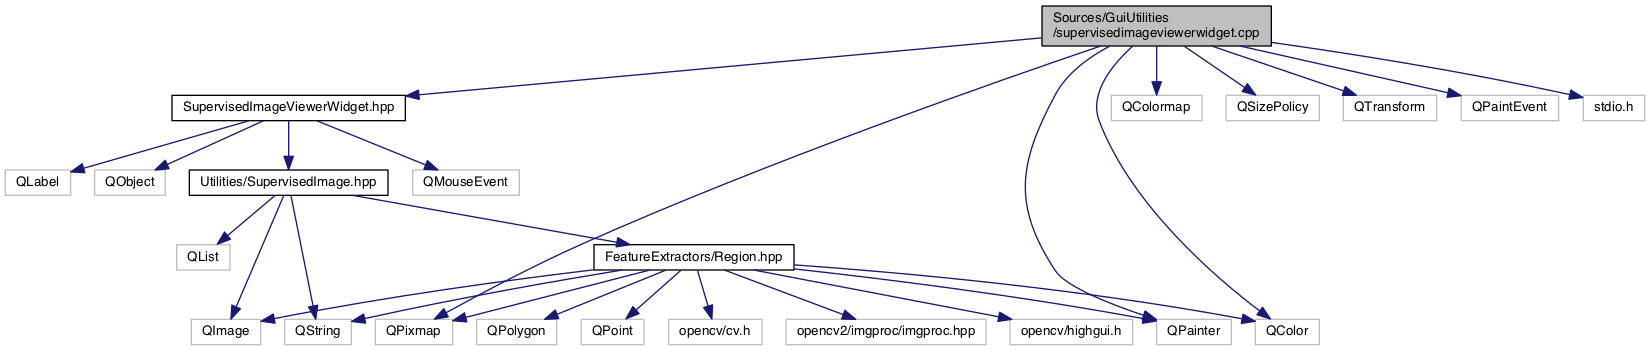 Sources/GuiUtilities
/supervisedimageviewerwidget.cpp
SupervisedImageViewerWidget.hpp
QColormap
QSizePolicy
QTransform
QPaintEvent
stdio.h
QLabel
QObject
Utilities/SupervisedImage.hpp
QMouseEvent
QList
FeatureExtractors/Region.hpp
QImage
QString
QPixmap
QPolygon
QPoint
opencv/cv.h
opencv2/imgproc/imgproc.hpp
opencv/highgui.h
QPainter
QColor